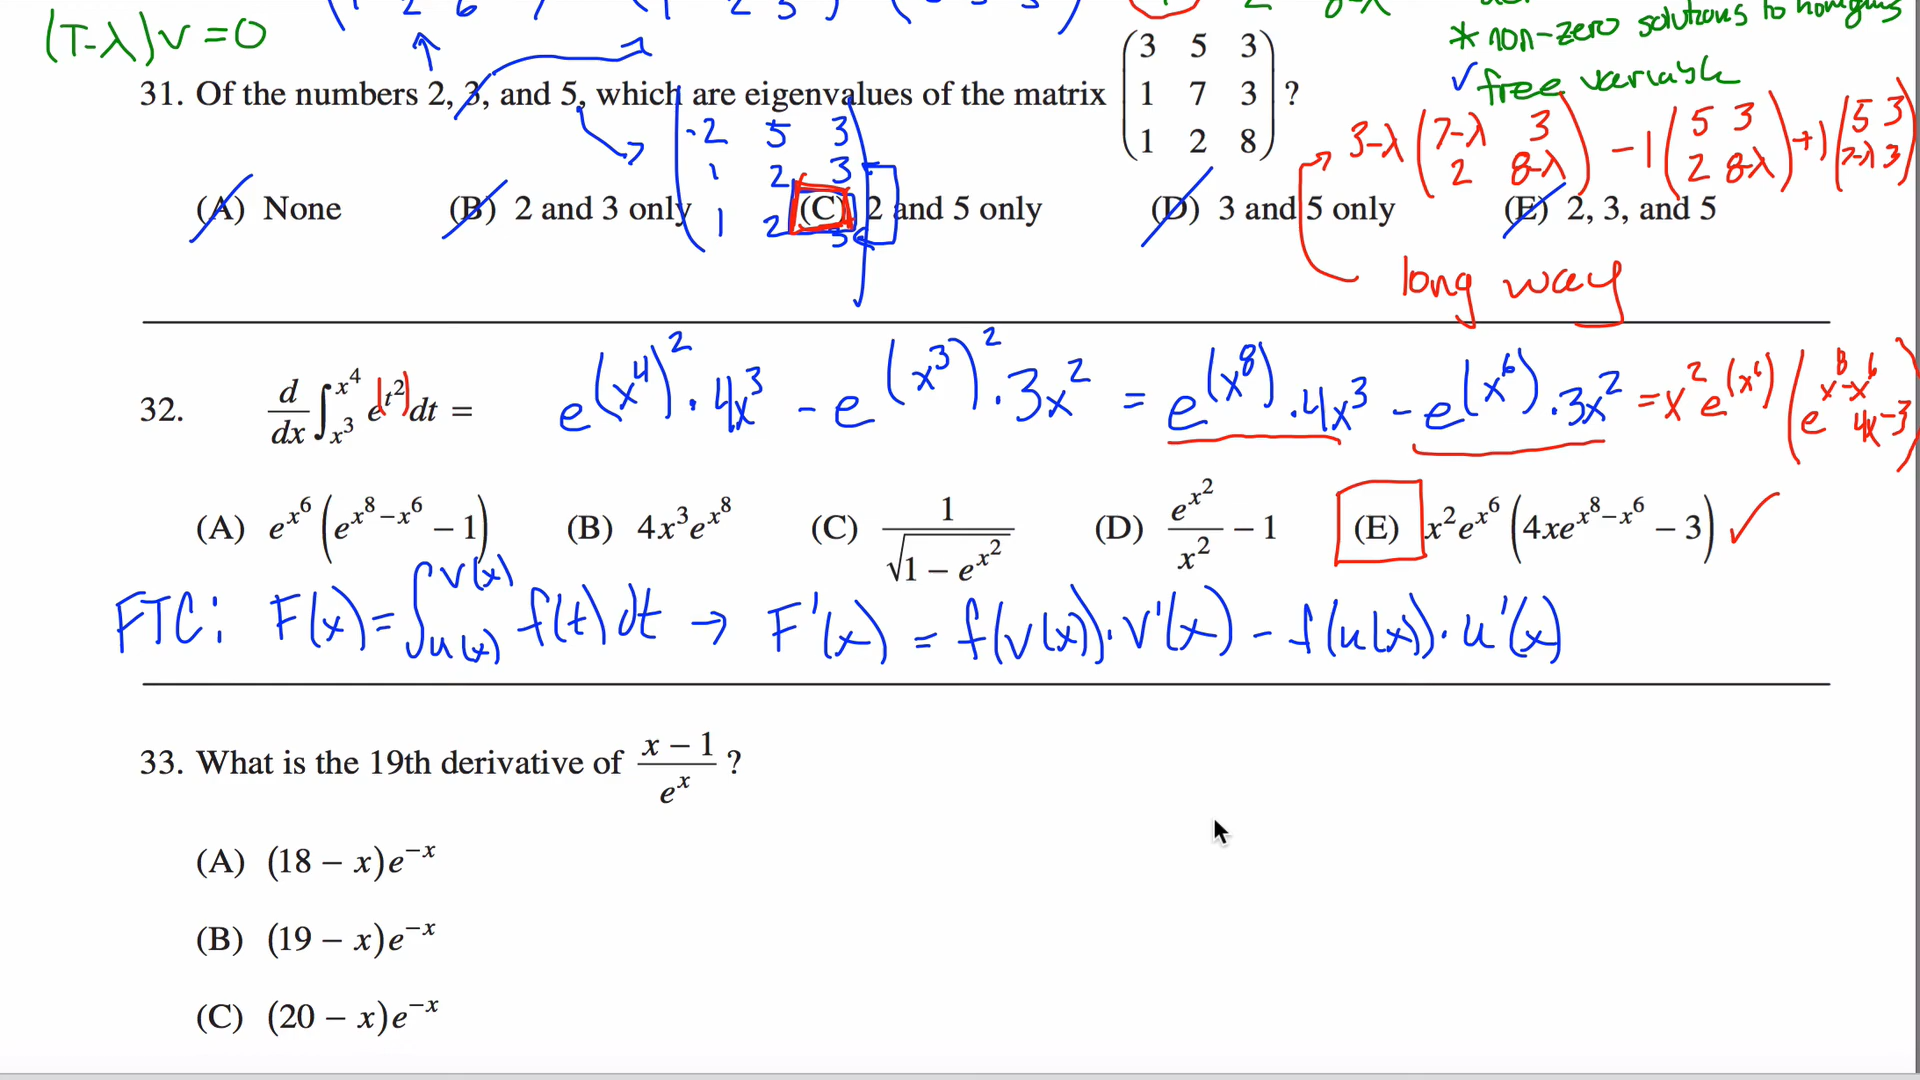 (T-λ)v = 0
* non-zero solutions to
✓ free variable
31. Of the numbers 2, 3, and 5, which are eigenvalues of the matrix (3 5 3 / 1 7 3 / 1 2 8) ?
-2 5 3
1 2 3
1 2 3
3-λ (7-λ 3 / 2 8-λ) - 1 (5 3 / 2 8-λ) + 1 (5 3 / 7-λ 3)
(A) None (B) 2 and 3 only (C) 2 and 5 only (D) 3 and 5 only (E) 2, 3, and 5
long way
32. d/dx ∫_{x^3}^{x^4} e^{t^2} dt = e^{(x^4)^2} · 4x^3 - e^{(x^3)^2} · 3x^2 = e^{(x^8)} · 4x^3 - e^{(x^6)} · 3x^2 = x^2 e^{(x^6)} (e^{x^8-x^6} 4x-3)
(A) e^{x^6} (e^{x^8-x^6} - 1) (B) 4x^3 e^{x^8} (C) 1/√(1 - e^{x^2}) (D) e^{x^2}/x^2 - 1 (E) x^2 e^{x^6} (4xe^{x^8-x^6} - 3) ✓
FTC: F(x) = ∫_{u(x)}^{v(x)} f(t) dt → F'(x) = f(v(x)) · v'(x) - f(u(x)) · u'(x)
33. What is the 19th derivative of (x - 1)/e^x ?
(A) (18 - x)e^{-x}
(B) (19 - x)e^{-x}
(C) (20 - x)e^{-x}